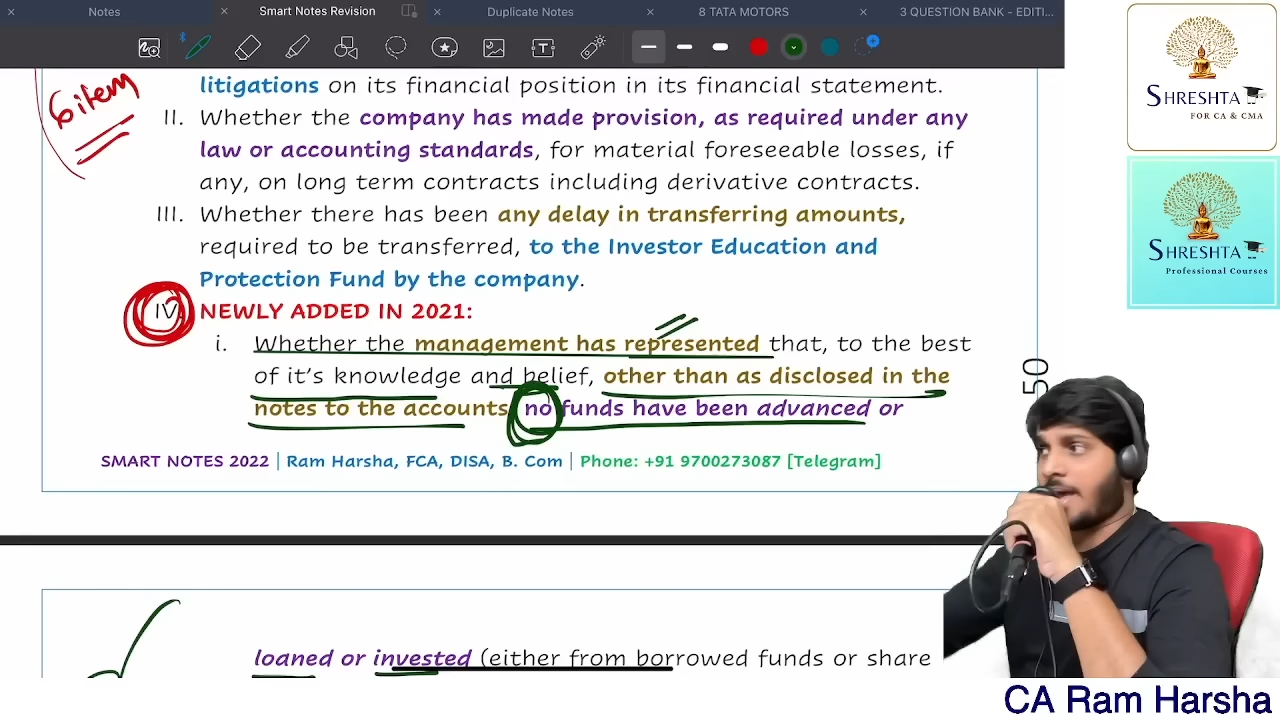 Notes
Smart Notes Revision
Duplicate Notes
8 TATA MOTORS
3 QUESTION BANK - EDITI...
6 item
litigations on its financial position in its financial statement.
II. Whether the company has made provision, as required under any
law or accounting standards, for material foreseeable losses, if
any, on long term contracts including derivative contracts.
III. Whether there has been any delay in transferring amounts,
required to be transferred, to the Investor Education and
Protection Fund by the company.
IV. NEWLY ADDED IN 2021:
i. Whether the management has represented that, to the best
of it's knowledge and belief, other than as disclosed in the
notes to the accounts, no funds have been advanced or
50
SMART NOTES 2022 | Ram Harsha, FCA, DISA, B. Com | Phone: +91 9700273087 [Telegram]
loaned or invested (either from borrowed funds or share
SHRESHTA
FOR CA & CMA
SHRESHTA
Professional Courses
CA Ram Harsha